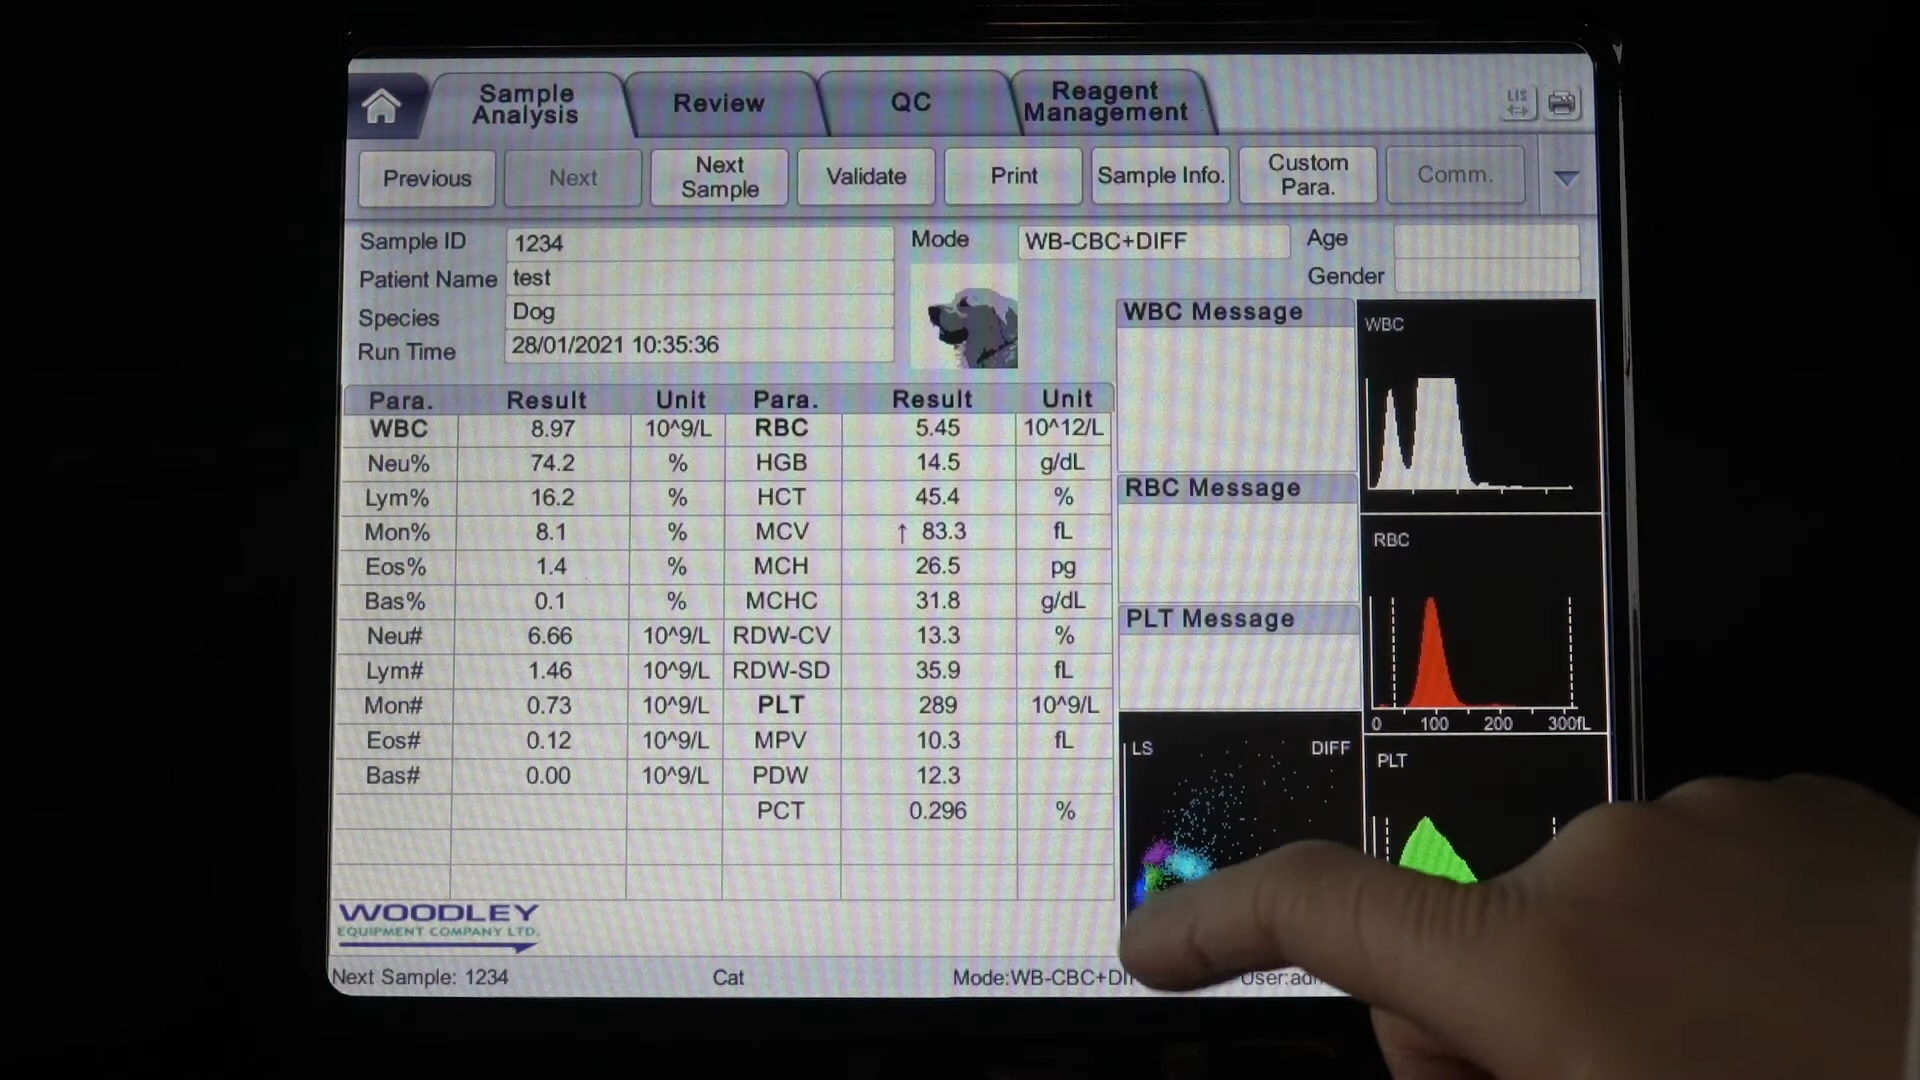 Sample Analysis
Review
QC
Reagent Management
LIS
Previous
Next
Next Sample
Validate
Print
Sample Info.
Custom Para.
Comm.
Sample ID 1234
Mode WB-CBC+DIFF
Age
Patient Name test
Gender
Species Dog
Run Time 28/01/2021 10:35:36
Para. Result Unit Para. Result Unit
WBC 8.97 10^9/L RBC 5.45 10^12/L
Neu% 74.2 % HGB 14.5 g/dL
Lym% 16.2 % HCT 45.4 %
Mon% 8.1 % MCV ↑ 83.3 fL
Eos% 1.4 % MCH 26.5 pg
Bas% 0.1 % MCHC 31.8 g/dL
Neu# 6.66 10^9/L RDW-CV 13.3 %
Lym# 1.46 10^9/L RDW-SD 35.9 fL
Mon# 0.73 10^9/L PLT 289 10^9/L
Eos# 0.12 10^9/L MPV 10.3 fL
Bas# 0.00 10^9/L PDW 12.3
PCT 0.296 %
WBC Message
RBC Message
PLT Message
LS DIFF
WBC
RBC
0 100 200 300fL
PLT
WOODLEY
EQUIPMENT COMPANY LTD.
Next Sample: 1234
Cat
Mode:WB-CBC+DI
User: